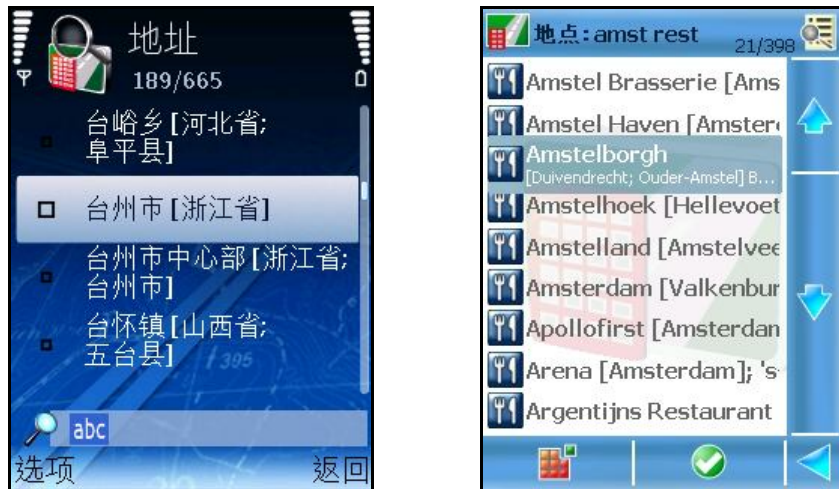 地址
189/665
台峪乡[河北省;
阜平县]
台州市[浙江省]
台州市中心部[浙江省;
台州市]
台怀镇[山西省;
五台县]
395
abc
选项
返回
地点:amst rest
21/398
Amstel Brasserie [Ams
Amstel Haven [Amster
Amstelborgh
[Duivendrecht; Ouder-Amstel] B...
Amstelhoek [Hellevoet
Amstelland [Amstelvee
Amsterdam [Valkenbur
Apollofirst [Amsterdam
Arena [Amsterdam]; 's
Argentijns Restaurant